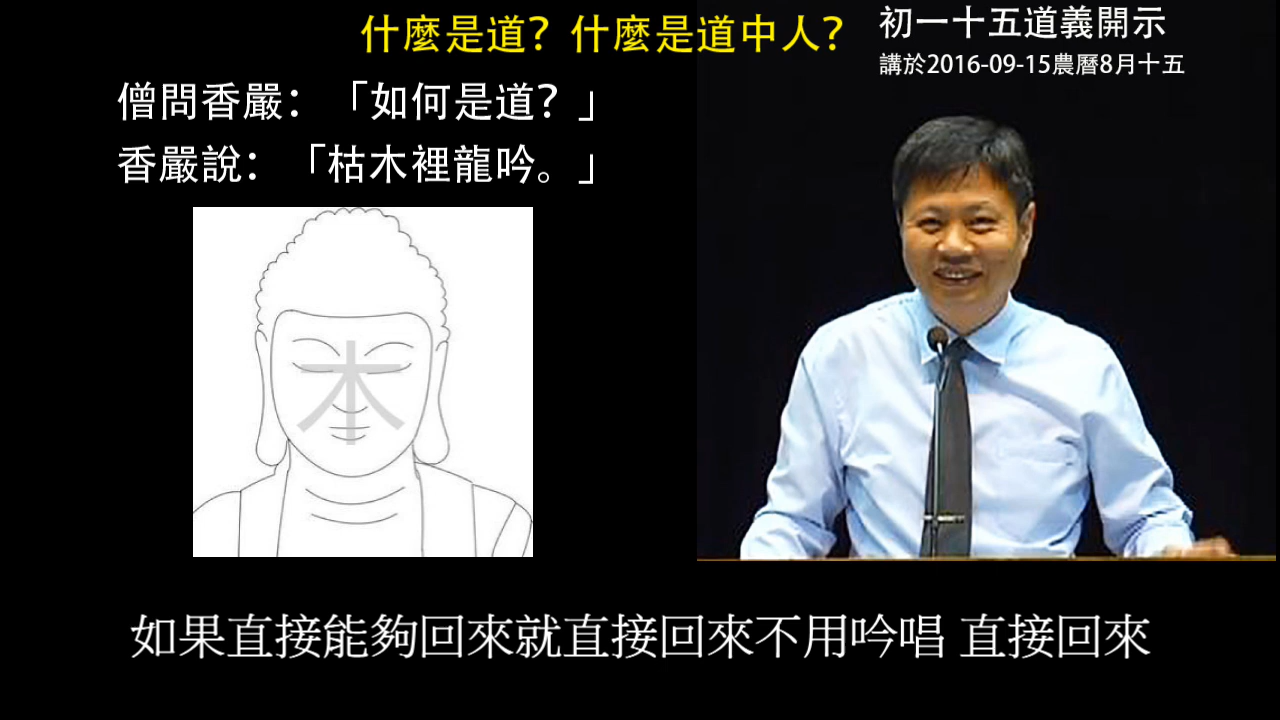 什麼是道？什麼是道中人？
初一十五道義開示
講於2016-09-15農曆8月十五
僧問香嚴：「如何是道？」
香嚴說：「枯木裡龍吟。」
木
如果直接能夠回來就直接回來不用吟唱 直接回來